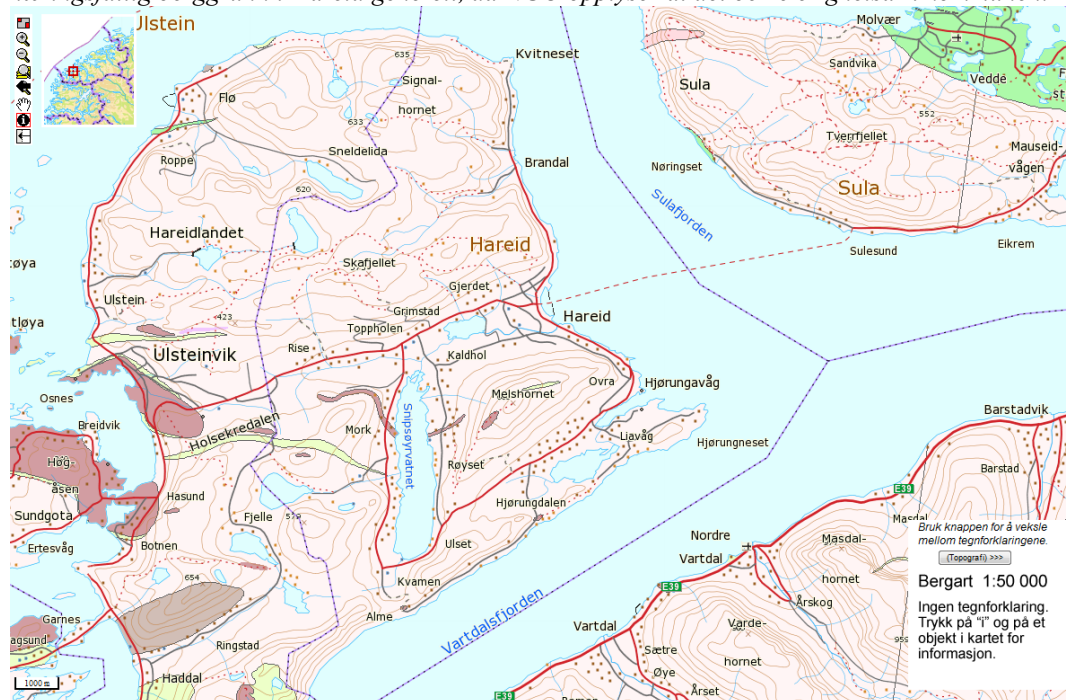 Ulstein
635
Kvitneset
Molvær
Sandvika
Vedde
Signal-
hornet
Flø
Sula
552
633
Tverrfjellet
Mauseid-
vågen
Sneldelida
Roppe
Brandal
Nøringset
620
Sula
Sulafjorden
Hareidlandet
Hareid
Sulesund
Eikrem
Skafjellet
Gjerdet
Ulstein
Grimstad
Hareid
423
Toppholen
Ulsteinvik
Rise
Kaldhol
Ovra
Hjørungavåg
Osnes
Melshornet
Barstadvik
Breidvik
Holsekredalen
Mork
Snipsøyrvatnet
Liavåg
Hjørungneset
Høg-
åsen
Røyset
Barstad
Hasund
E39
Sundgota
Hjørungdalen
Fjelle
Masdal
Ertesvåg
Botnen
Ulset
Nordre
Vartdal
Masdal-
hornet
654
Kvamen
E39
Garnes
Alme
Vartdalsfjorden
Årskog
Vartdal
Varde-
hornet
Ringstad
Sætre
Haddal
Øye
Årset
1000 m
E39
Bruk knappen for å veksle
mellom tegnforklaringene.
(Topografi) >>>
Bergart 1:50 000
Ingen tegnforklaring.
Trykk på "i" og på et
objekt i kartet for
informasjon.